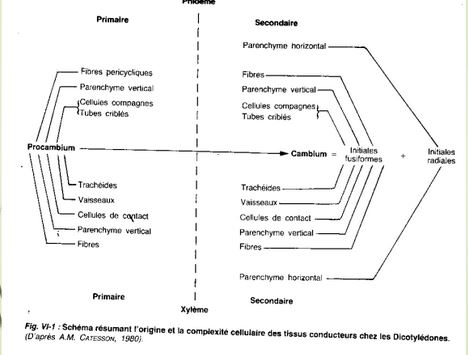 Phloème
Primaire
Secondaire
Parenchyme horizontal
Fibres pericycliques
Parenchyme vertical
Cellules compagnes
Tubes criblés
Fibres
Parenchyme vertical
Cellules compagnes
Tubes criblés
Procambium
Cambium = Initiales fusiformes + Initiales radiales
Trachéides
Vaisseaux
Cellules de contact
Parenchyme vertical
Fibres
Trachéides
Vaisseaux
Cellules de contact
Parenchyme vertical
Fibres
Parenchyme horizontal
Primaire
Secondaire
Xylème
Fig. VI-1 : Schéma résumant l'origine et la complexité cellulaire des tissus conducteurs chez les Dicotylédones.
(D'après A.M. CATESSON, 1980).